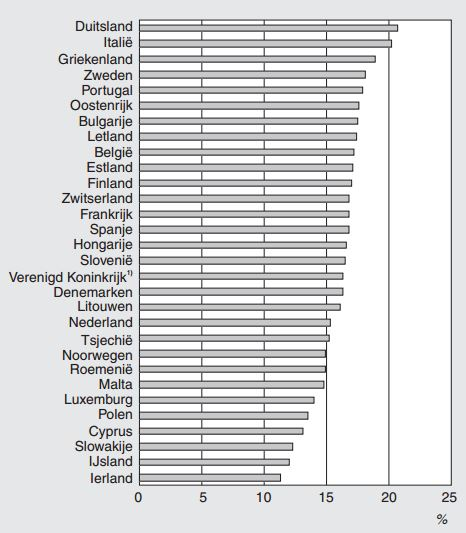 Duitsland
Italië
Griekenland
Zweden
Portugal
Oostenrijk
Bulgarije
Letland
België
Estland
Finland
Zwitserland
Frankrijk
Spanje
Hongarije
Slovenië
Verenigd Koninkrijk¹⁾
Denemarken
Litouwen
Nederland
Tsjechië
Noorwegen
Roemenië
Malta
Luxemburg
Polen
Cyprus
Slowakije
IJsland
Ierland
0 5 10 15 20 25
%